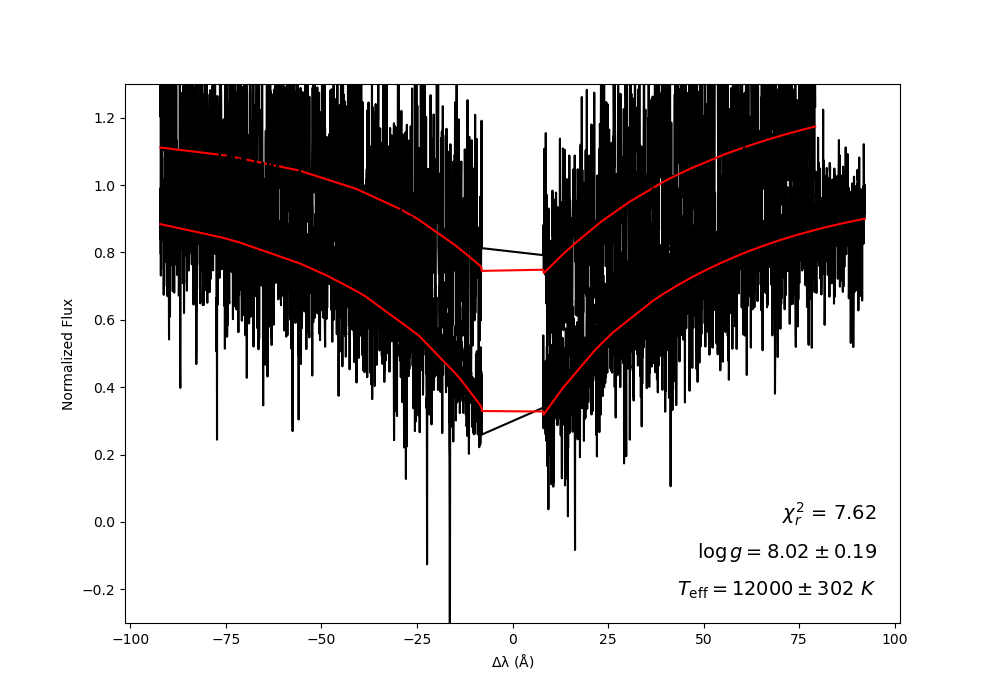 1.2
1.0
0.8
0.6
0.4
0.2
0.0
−0.2
Normalized Flux
χ²ᵣ = 7.62
log g = 8.02 ± 0.19
T_eff = 12000 ± 302 K
−100 −75 −50 −25 0 25 50 75 100
Δλ (Å)